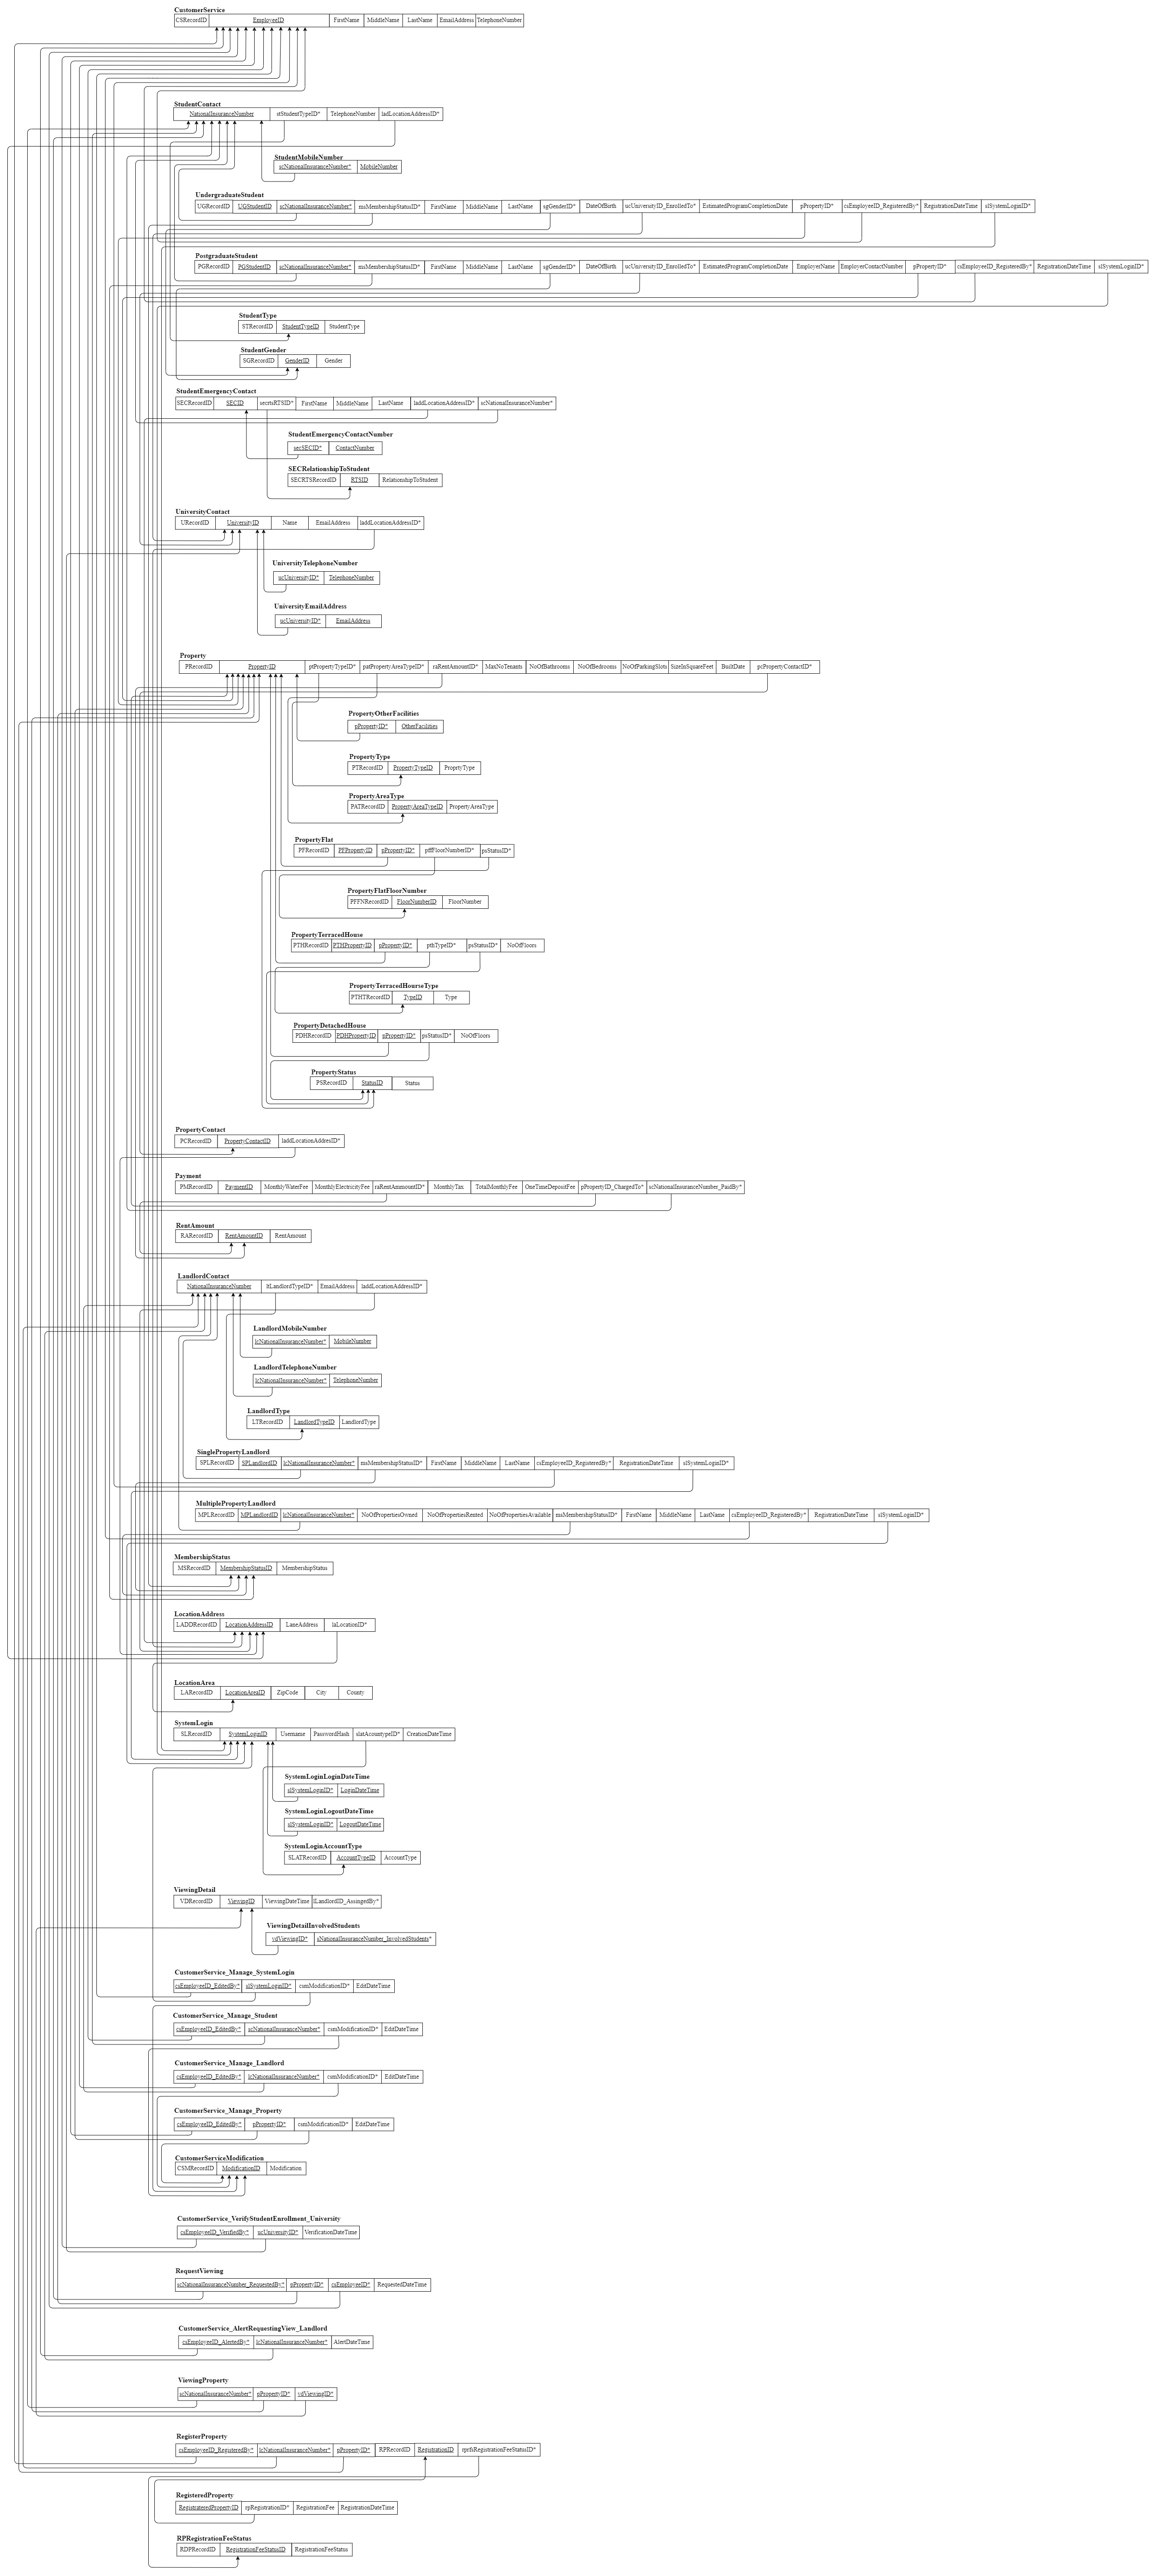 CustomerService
CSRecordID EmployeeID FirstName MiddleName LastName EmailAddress TelephoneNumber
StudentContact
NationalInsuranceNumber stStudentTypeID* TelephoneNumber ladLocationAddressID*
StudentMobileNumber
scNationalInsuranceNumber* MobileNumber
UndergraduateStudent
UGRecordID UGStudentID scNationalInsuranceNumber* msMembershipStatusID* FirstName MiddleName LastName sgGenderID* DateOfBirth ucUniversityID_EnrolledTo* EstimatedProgramCompletionDate pPropertyID* csEmployeeID_RegisteredBy* RegistrationDateTime slSystemLoginID*
PostgraduateStudent
PGRecordID PGStudentID scNationalInsuranceNumber* msMembershipStatusID* FirstName MiddleName LastName sgGenderID* DateOfBirth ucUniversityID_EnrolledTo* EstimatedProgramCompletionDate EmployerName EmployerContactNumber pPropertyID* csEmployeeID_RegisteredBy* RegistrationDateTime slSystemLoginID*
StudentType
STRecordID StudentTypeID StudentType
StudentGender
SGRecordID GenderID Gender
StudentEmergencyContact
SECRecordID SECID secrtsRTSID* FirstName MiddleName LastName laddLocationAddressID* scNationalInsuranceNumber*
StudentEmergencyContactNumber
secSECID* ContactNumber
SECRelationshipToStudent
SECRTSRecordID RTSID RelationshipToStudent
UniversityContact
URecordID UniversityID Name EmailAddress laddLocationAddressID*
UniversityTelephoneNumber
ucUniversityID* TelephoneNumber
UniversityEmailAddress
ucUniversityID* EmailAddress
Property
PRecordID PropertyID ptPropertyTypeID* patPropertyAreaTypeID* raRentAmountID* MaxNoTenants NoOfBathrooms NoOfBedrooms NoOfParkingSlots SizeInSquareFeet BuiltDate pcPropertyContactID*
PropertyOtherFacilities
pPropertyID* OtherFacilities
PropertyType
PTRecordID PropertyTypeID ProprtyType
PropertyAreaType
PATRecordID PropertyAreaTypeID PropertyAreaType
PropertyFlat
PFRecordID PFPropertyID pPropertyID* pffFloorNumberID* psStatusID*
PropertyFlatFloorNumber
PFFNRecordID FloorNumberID FloorNumber
PropertyTerracedHouse
PTHRecordID PTHPropertyID pPropertyID* pthTypeID* psStatusID* NoOfFloors
PropertyTerracedHourseType
PTHTRecordID TypeID Type
PropertyDetachedHouse
PDHRecordID PDHPropertyID pPropertyID* psStatusID* NoOfFloors
PropertyStatus
PSRecordID StatusID Status
PropertyContact
PCRecordID PropertyContactID laddLocationAddresID*
Payment
PMRecordID PaymentID MonthlyWaterFee MonthlyElectricityFee raRentAmmountID* MonthlyTax TotalMonthlyFee OneTimeDepositFee pPropertyID_ChargedTo* scNationalInsuranceNumber_PaidBy*
RentAmount
RARecordID RentAmountID RentAmount
LandlordContact
NationalInsuranceNumber ltLandlordTypeID* EmailAddress laddLocationAddressID*
LandlordMobileNumber
lcNationalInsuranceNumber* MobileNumber
LandlordTelephoneNumber
lcNationalInsuranceNumber* TelephoneNumber
LandlordType
LTRecordID LandlordTypeID LandlordType
SinglePropertyLandlord
SPLRecordID SPLandlordID lcNationalInsuranceNumber* msMembershipStatusID* FirstName MiddleName LastName csEmployeeID_RegisteredBy* RegistrationDateTime slSystemLoginID*
MultiplePropertyLandlord
MPLRecordID MPLandlordID lcNationalInsuranceNumber* NoOfPropertiesOwned NoOfPropertiesRented NoOfPropertiesAvailable msMembershipStatusID* FirstName MiddleName LastName csEmployeeID_RegisteredBy* RegistrationDateTime slSystemLoginID*
MembershipStatus
MSRecordID MembershipStatusID MembershipStatus
LocationAddress
LADDRecordID LocationAddressID LaneAddress laLocationID*
LocationArea
LARecordID LocationAreaID ZipCode City County
SystemLogin
SLRecordID SystemLoginID Username PasswordHash slatAcountypeID* CreationDateTime
SystemLoginLoginDateTime
slSystemLoginID* LoginDateTime
SystemLoginLogoutDateTime
slSystemLoginID* LogoutDateTime
SystemLoginAccountType
SLATRecordID AccountTypeID AccountType
ViewingDetail
VDRecordID ViewingID ViewingDateTime lLandlordID_AssingedBy*
ViewingDetailInvolvedStudents
vdViewingID* sNationalInsuranceNumber_InvolvedStudents*
CustomerService_Manage_SystemLogin
csEmployeeID_EditedBy* slSystemLoginID* csmModificationID* EditDateTime
CustomerService_Manage_Student
csEmployeeID_EditedBy* scNationalInsuranceNumber* csmModificationID* EditDateTime
CustomerService_Manage_Landlord
csEmployeeID_EditedBy* lcNationalInsuranceNumber* csmModificationID* EditDateTime
CustomerService_Manage_Property
csEmployeeID_EditedBy* pPropertyID* csmModificationID* EditDateTime
CustomerServiceModification
CSMRecordID ModificationID Modification
CustomerService_VerifyStudentEnrollment_University
csEmployeeID_VerifiedBy* ucUniversityID* VerificationDateTime
RequestViewing
scNationalInsuranceNumber_RequestedBy* pPropertyID* csEmployeeID* RequestedDateTime
CustomerService_AlertRequestingView_Landlord
csEmployeeID_AlertedBy* lcNationalInsuranceNumber* AlertDateTime
ViewingProperty
scNationalInsuranceNumber* pPropertyID* vdViewingID*
RegisterProperty
csEmployeeID_RegisteredBy* lcNationalInsuranceNumber* pPropertyID* RPRecordID RegistrationID rprfsRegistrationFeeStatusID*
RegisteredProperty
RegistrateredPropertyID rpRegistrationID* RegistrationFee RegistrationDateTime
RPRegistrationFeeStatus
RDPRecordID RegistrationFeeStatusID RegistrationFeeStatus